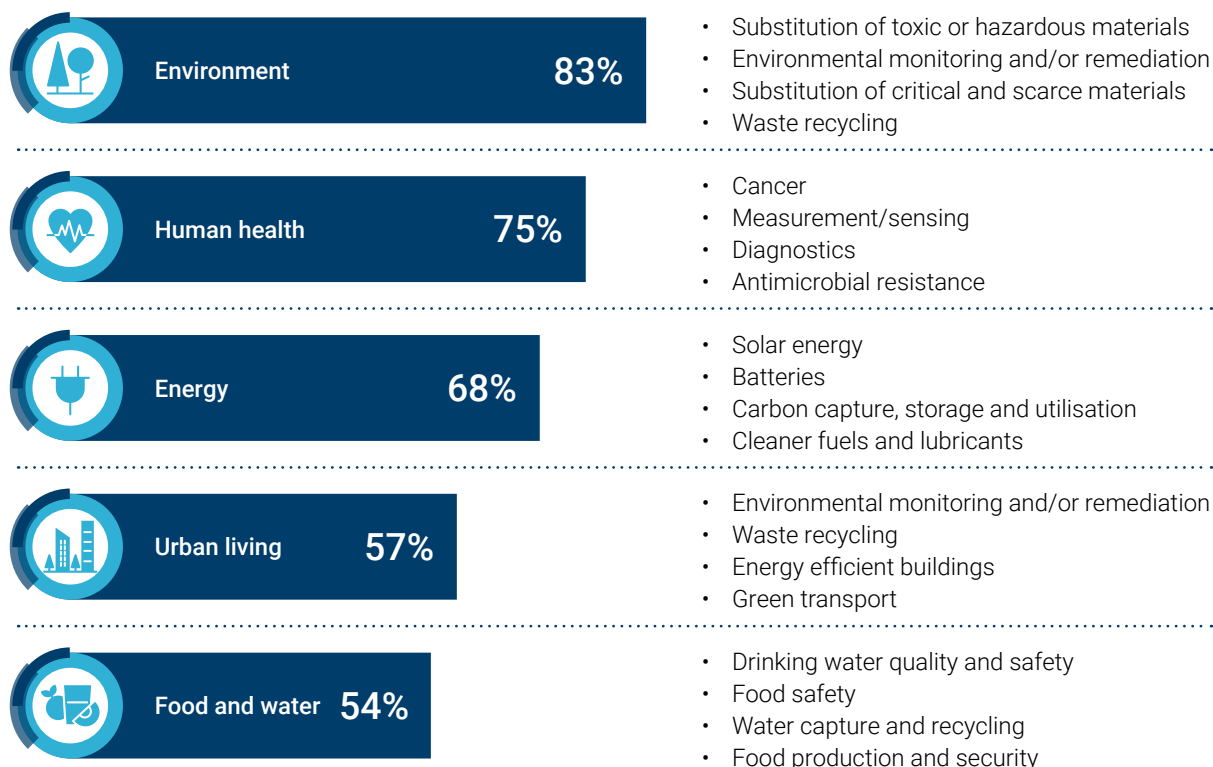 Environment 83%
• Substitution of toxic or hazardous materials
• Environmental monitoring and/or remediation
• Substitution of critical and scarce materials
• Waste recycling
Human health 75%
• Cancer
• Measurement/sensing
• Diagnostics
• Antimicrobial resistance
Energy 68%
• Solar energy
• Batteries
• Carbon capture, storage and utilisation
• Cleaner fuels and lubricants
Urban living 57%
• Environmental monitoring and/or remediation
• Waste recycling
• Energy efficient buildings
• Green transport
Food and water 54%
• Drinking water quality and safety
• Food safety
• Water capture and recycling
• Food production and security